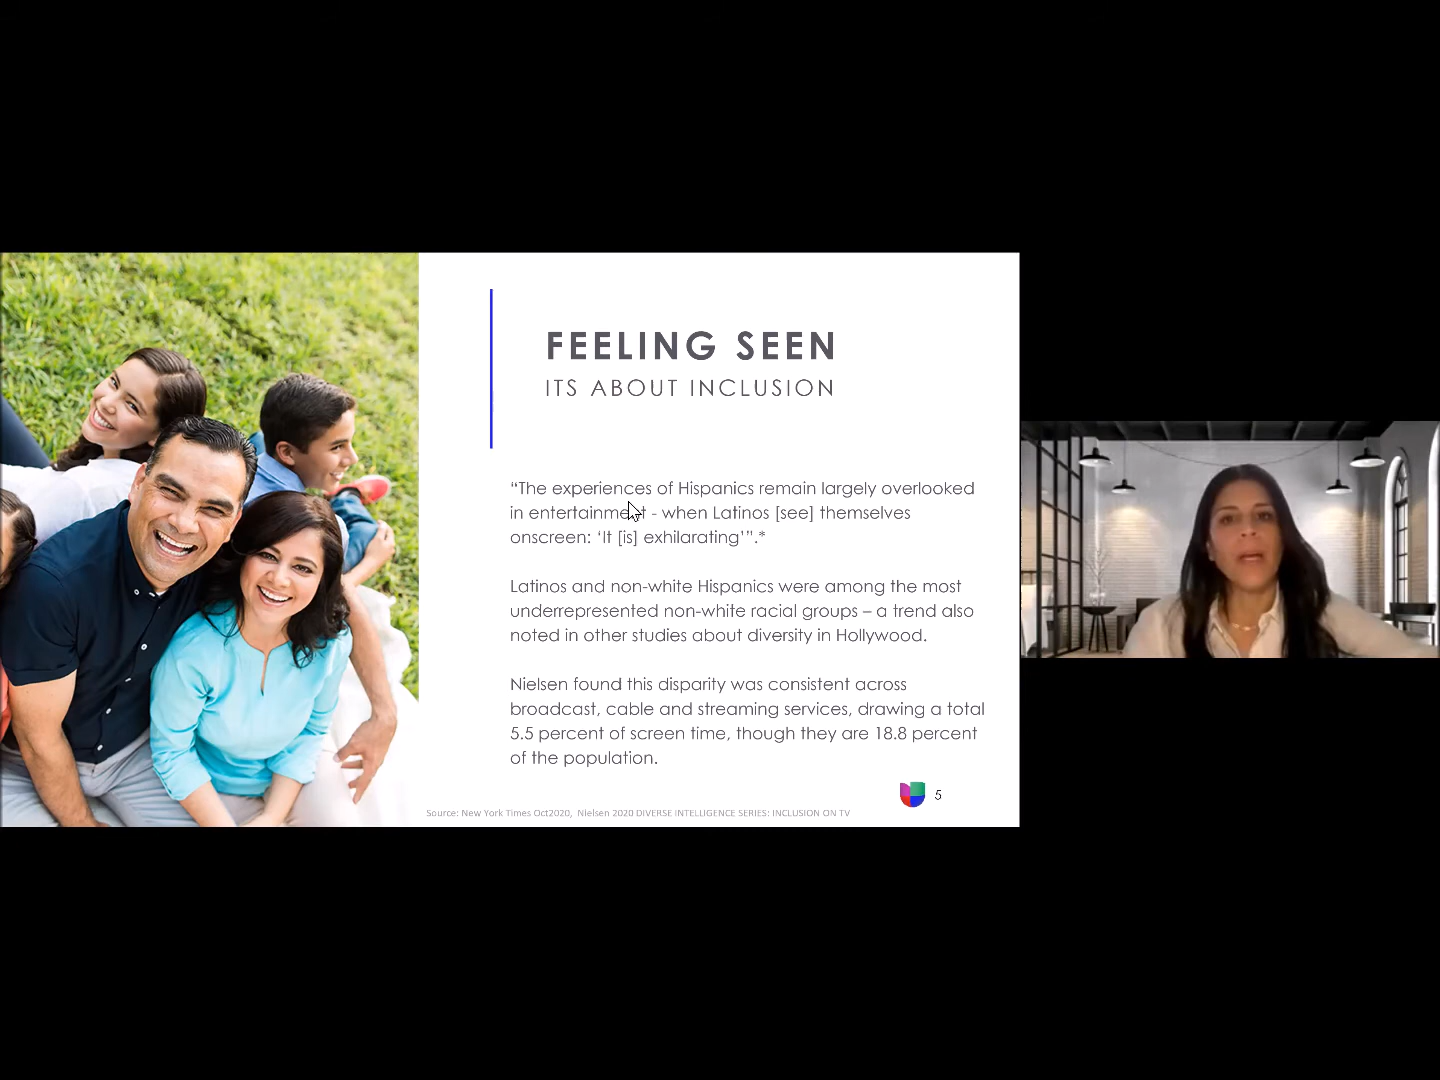 FEELING SEEN
ITS ABOUT INCLUSION
“The experiences of Hispanics remain largely overlooked
in entertainment - when Latinos [see] themselves
onscreen: ‘It [is] exhilarating’”.*
Latinos and non-white Hispanics were among the most
underrepresented non-white racial groups – a trend also
noted in other studies about diversity in Hollywood.
Nielsen found this disparity was consistent across
broadcast, cable and streaming services, drawing a total
5.5 percent of screen time, though they are 18.8 percent
of the population.
5
Source: New York Times Oct2020, Nielsen 2020 DIVERSE INTELLIGENCE SERIES: INCLUSION ON TV